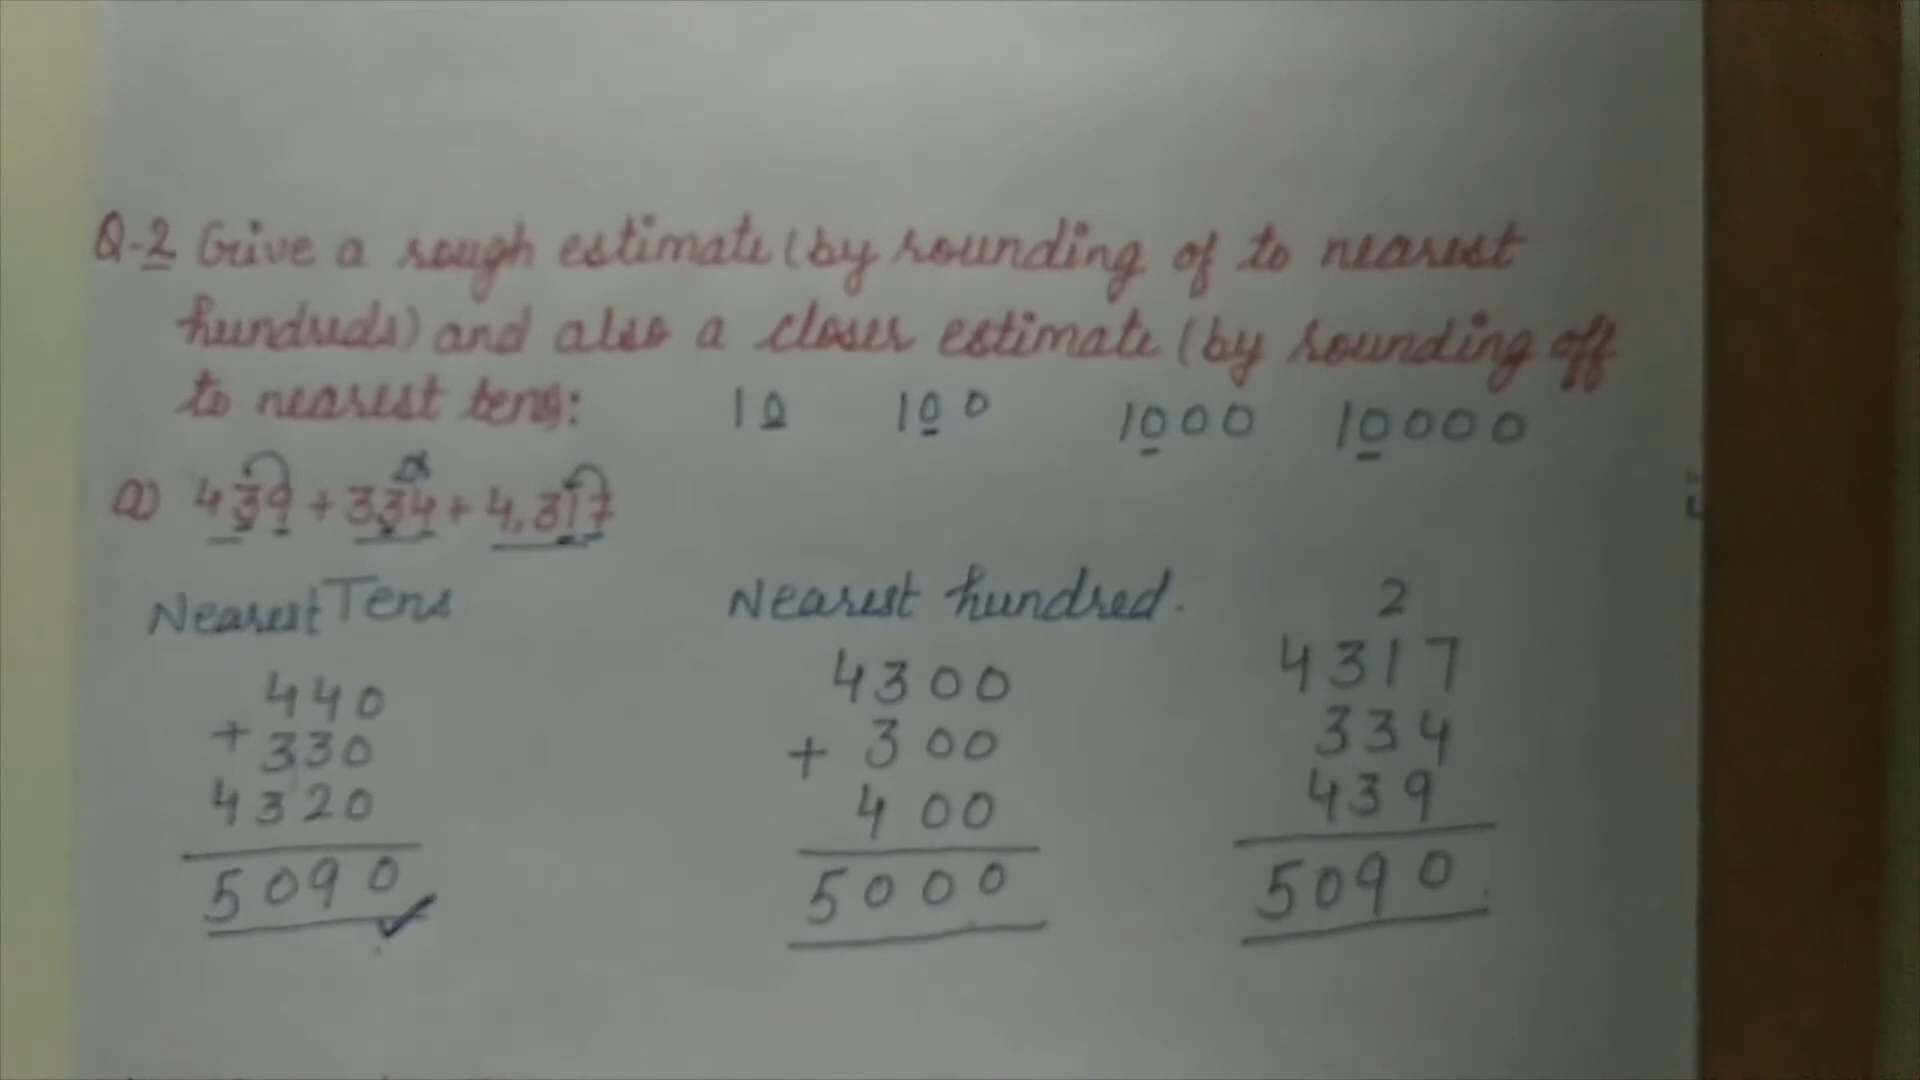 Q-2 Give a rough estimate (by rounding of to nearest
hundreds) and also a closer estimate (by rounding off
to nearest tens:
10 100 1000 10000
a) 439 + 334 + 4,317
Nearest Tens
440
+ 330
4320
5090
Nearest hundred.
4300
+ 300
400
5000
2
4317
334
439
5090